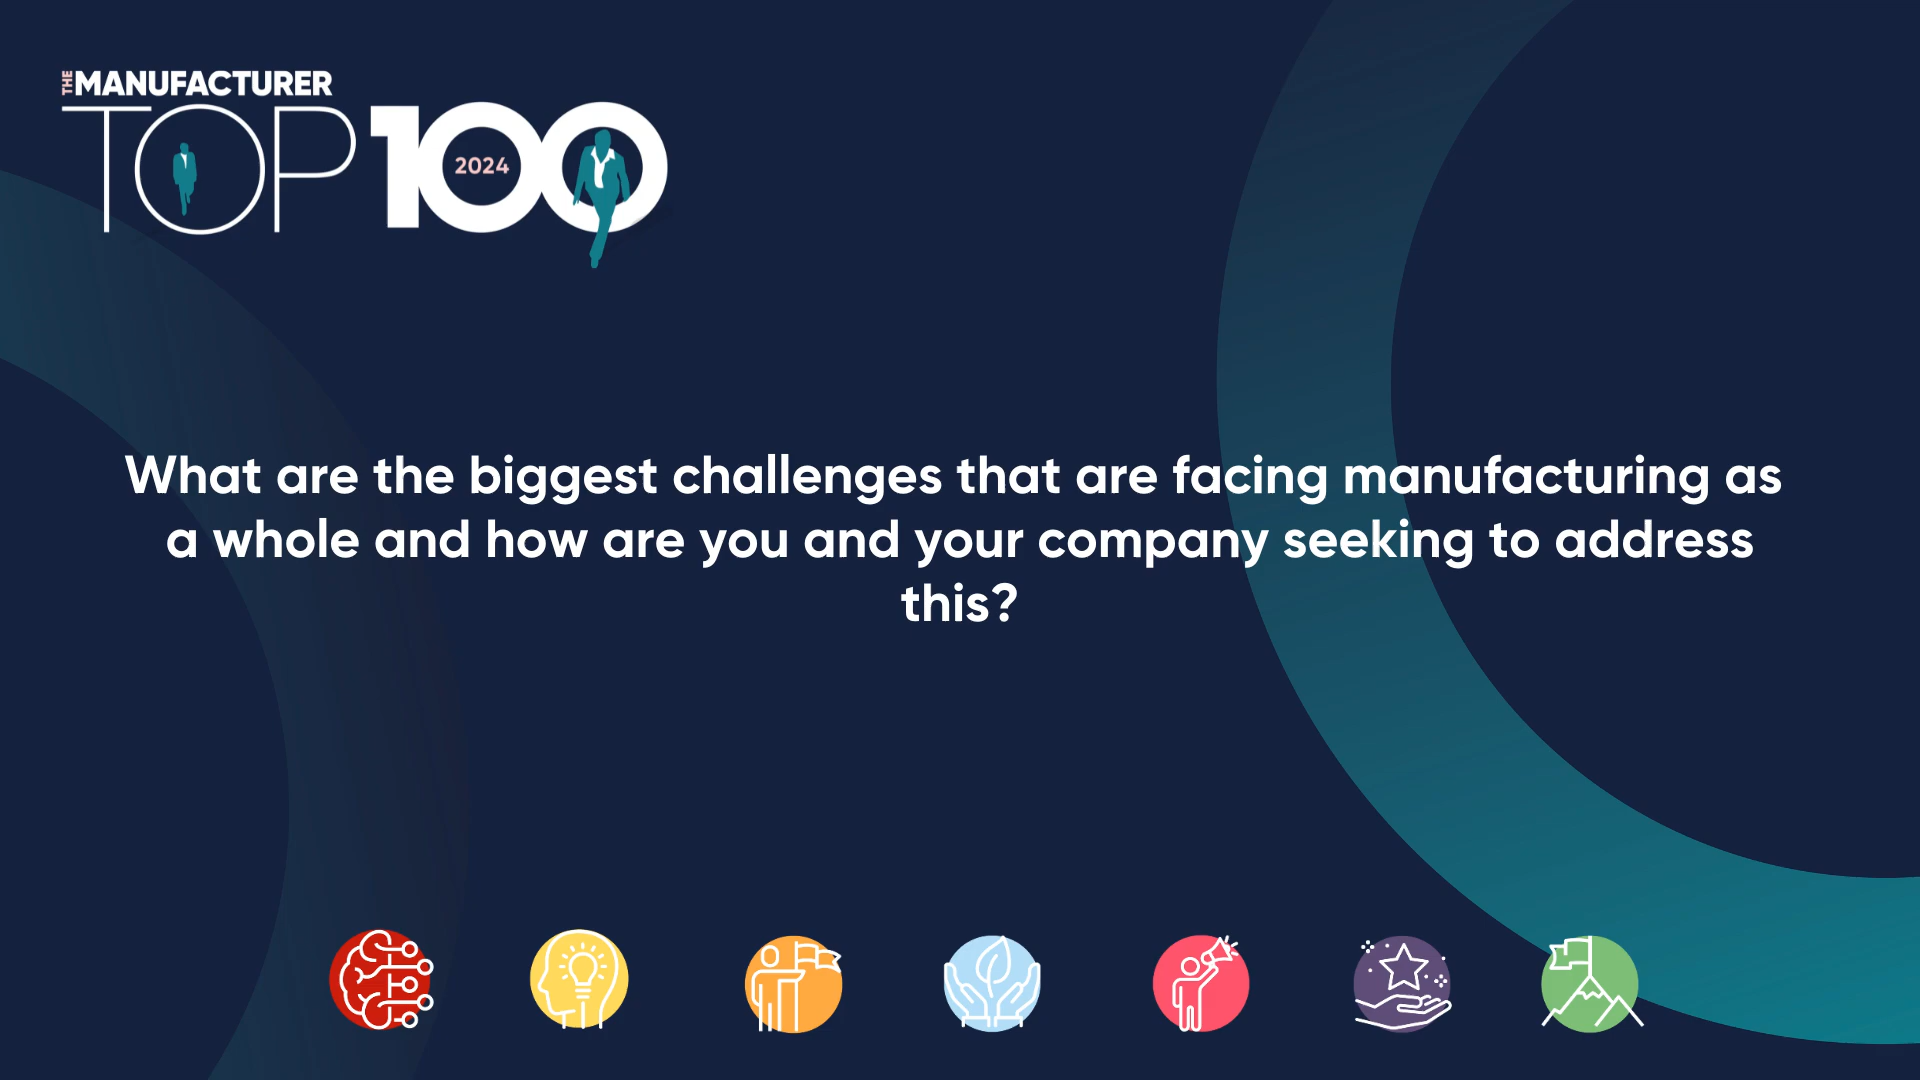 THE MANUFACTURER
TOP 100
2024
What are the biggest challenges that are facing manufacturing as
a whole and how are you and your company seeking to address
this?